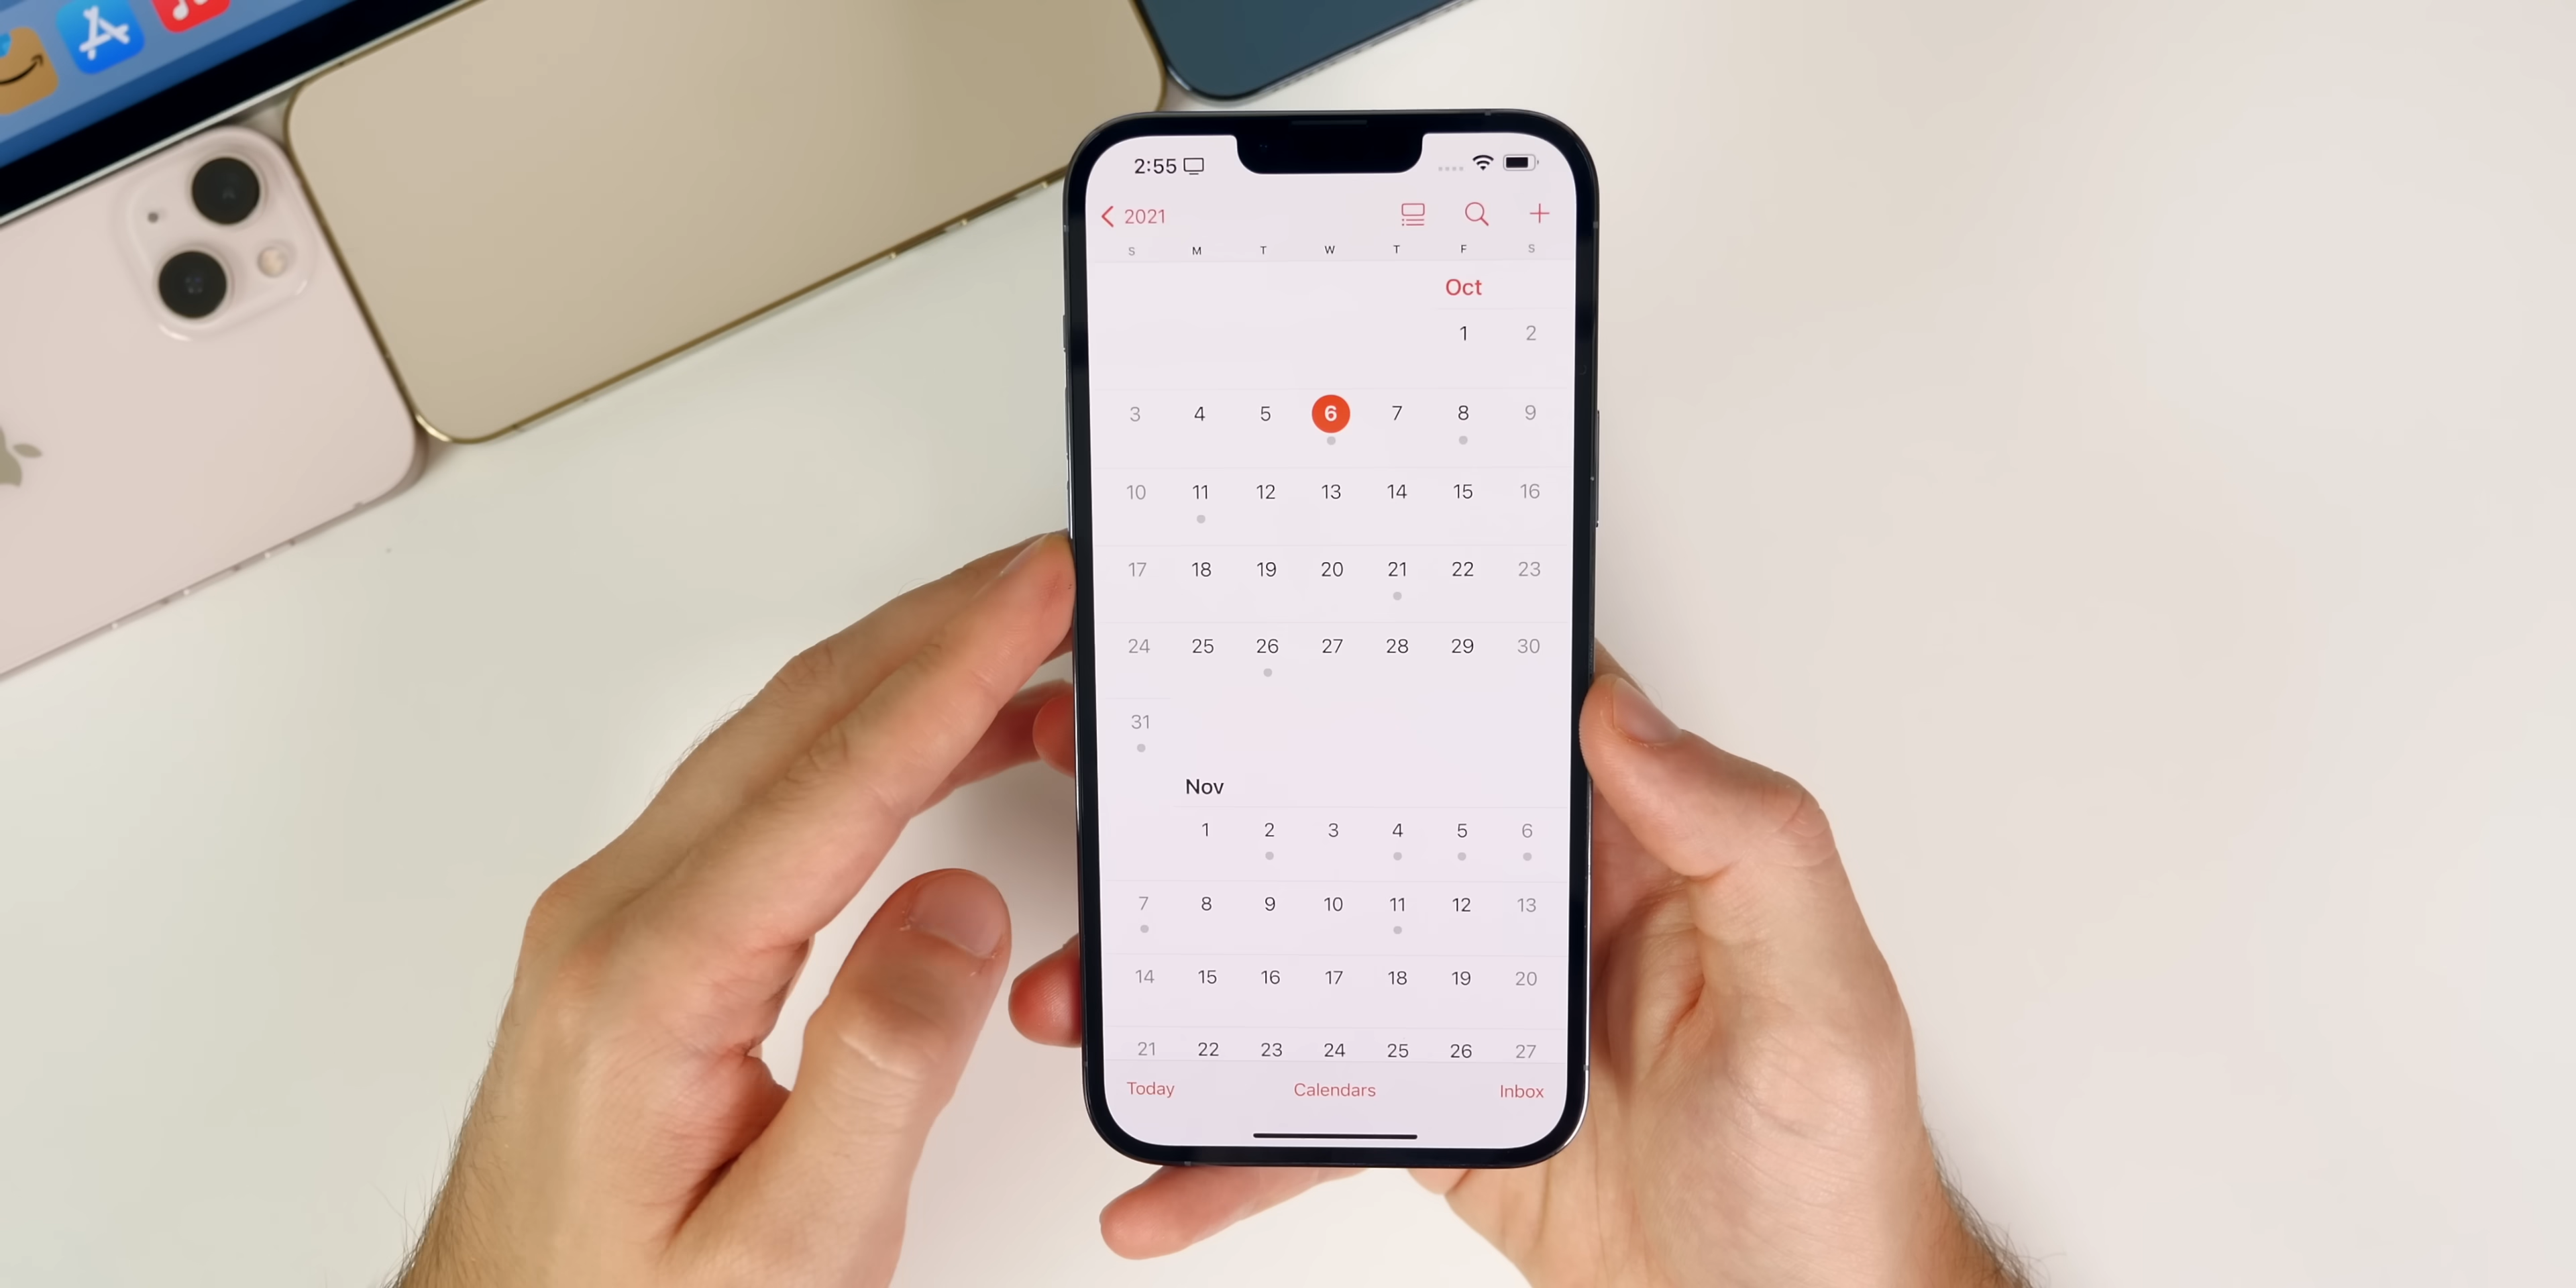 2:55
2021
S M T W T F S
Oct
1 2
3 4 5 6 7 8 9
10 11 12 13 14 15 16
17 18 19 20 21 22 23
24 25 26 27 28 29 30
31
Nov
1 2 3 4 5 6
7 8 9 10 11 12 13
14 15 16 17 18 19 20
21 22 23 24 25 26 27
Today Calendars Inbox